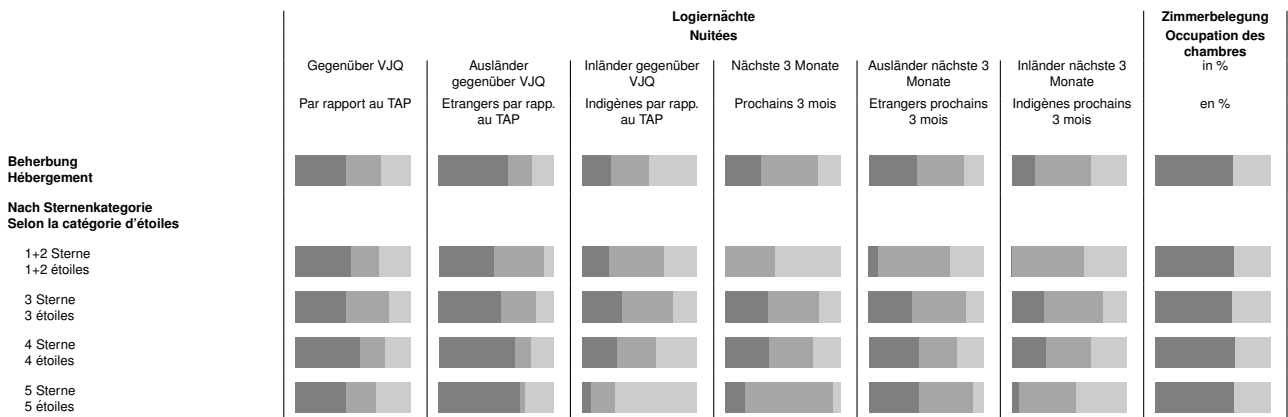 Logiernächte
Nuitées
Zimmerbelegung
Occupation des
chambres
Gegenüber VJQ
Ausländer
gegenüber VJQ
Inländer gegenüber
VJQ
Nächste 3 Monate
Ausländer nächste 3
Monate
Inländer nächste 3
Monate
in %
Par rapport au TAP
Etrangers par rapp.
au TAP
Indigènes par rapp.
au TAP
Prochains 3 mois
Etrangers prochains
3 mois
Indigènes prochains
3 mois
en %
Beherbung
Hébergement
Nach Sternenkategorie
Selon la catégorie d'étoiles
1+2 Sterne
1+2 étoiles
3 Sterne
3 étoiles
4 Sterne
4 étoiles
5 Sterne
5 étoiles